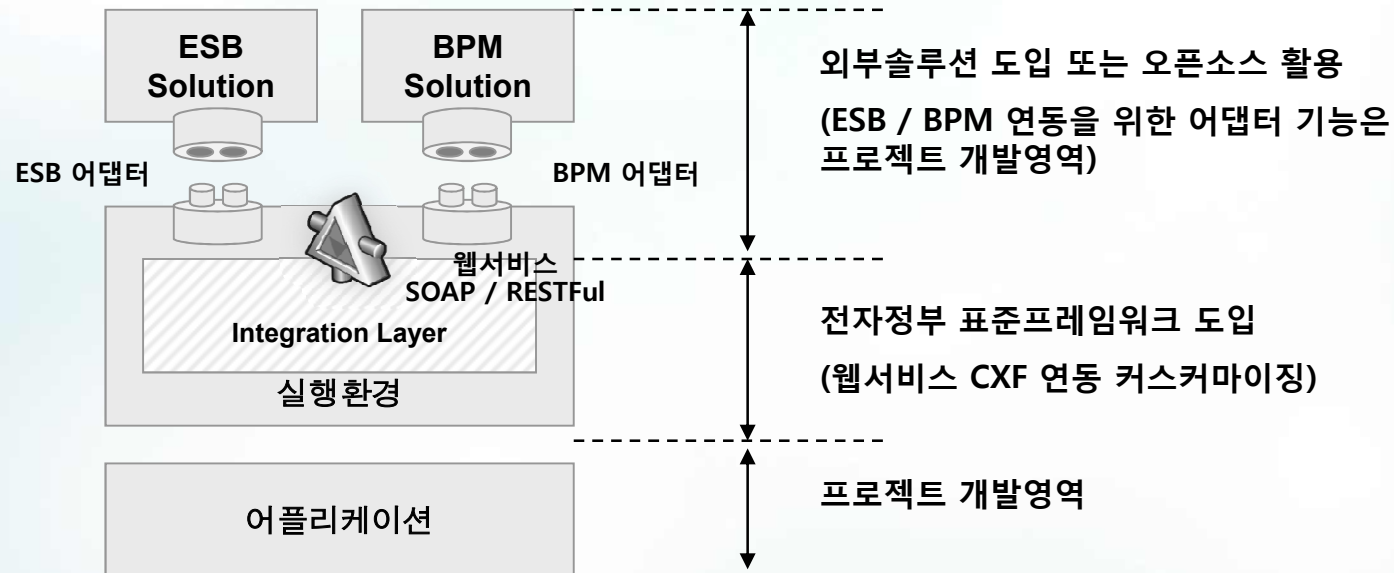 ESB
Solution
BPM
Solution
ESB 어댑터
BPM 어댑터
웹서비스
SOAP / RESTFul
Integration Layer
실행환경
어플리케이션
외부솔루션 도입 또는 오픈소스 활용
(ESB / BPM 연동을 위한 어댑터 기능은
프로젝트 개발영역)
전자정부 표준프레임워크 도입
(웹서비스 CXF 연동 커스커마이징)
프로젝트 개발영역